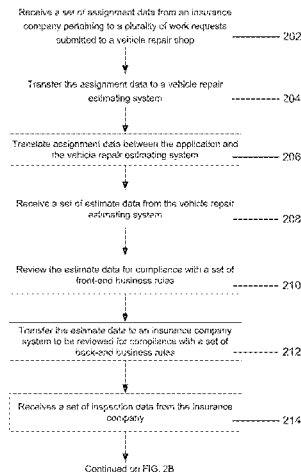 Receive a set of assignment data from an insurance
company pertaining to a plurality of work requests
submitted to a vehicle repair shop
202
Transfer the assignment data to a vehicle repair
estimating system
204
Translate assignment data between the application and
the vehicle repair estimating system
206
Receive a set of estimate data from the vehicle repair
estimating system
208
Review the estimate data for compliance with a set of
front-end business rules
210
Transfer the estimate data to an insurance company
system to be reviewed for compliance with a set of
back-end business rules
212
Receives a set of inspection data from the insurance
company
214
Continued on FIG. 2B